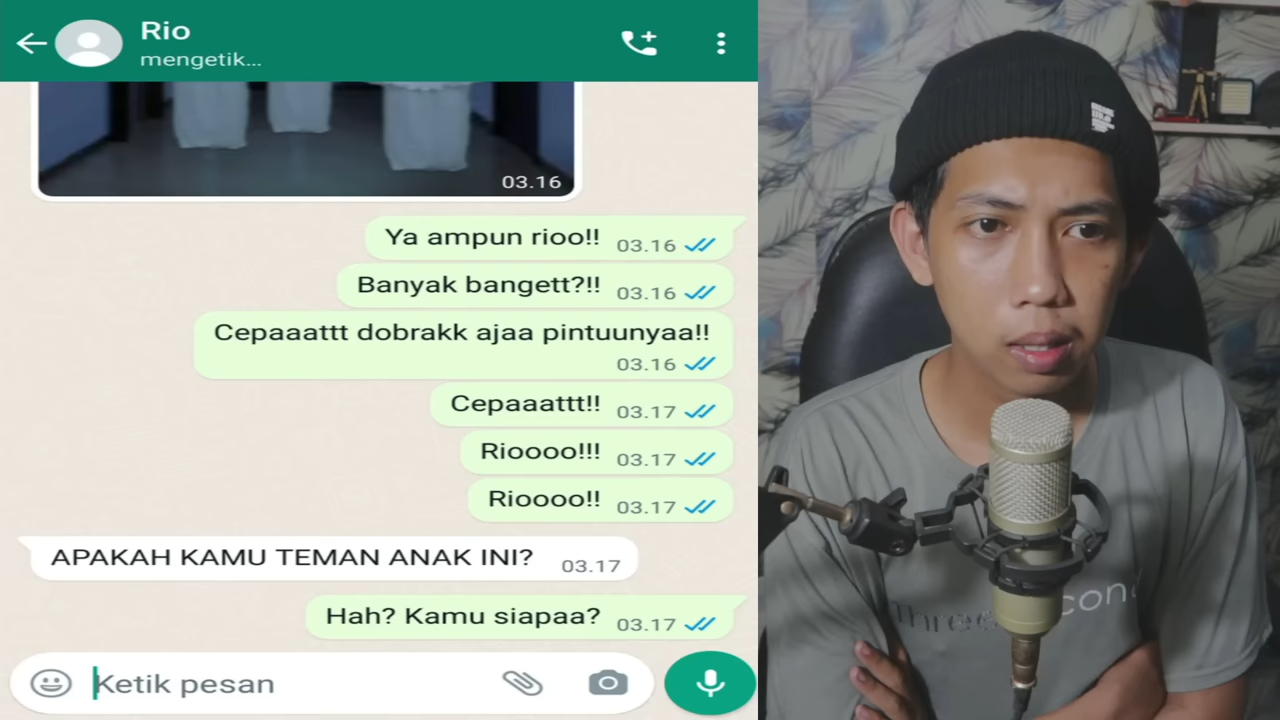 Rio
mengetik...
03.16
Ya ampun rioo!! 03.16
Banyak bangett?!! 03.16
Cepaaattt dobrakk ajaa pintuunyaa!!
03.16
Cepaaattt!! 03.17
Rioooo!!! 03.17
Rioooo!! 03.17
APAKAH KAMU TEMAN ANAK INI? 03.17
Hah? Kamu siapaa? 03.17
Ketik pesan